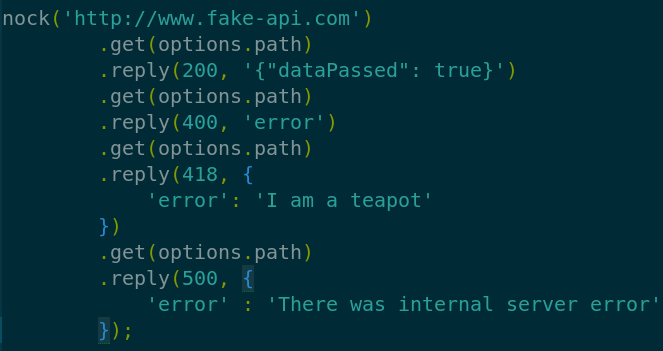 nock('http://www.fake-api.com')
.get(options.path)
.reply(200, '{"dataPassed": true}')
.get(options.path)
.reply(400, 'error')
.get(options.path)
.reply(418, {
'error': 'I am a teapot'
})
.get(options.path)
.reply(500, {
'error' : 'There was internal server error'
});